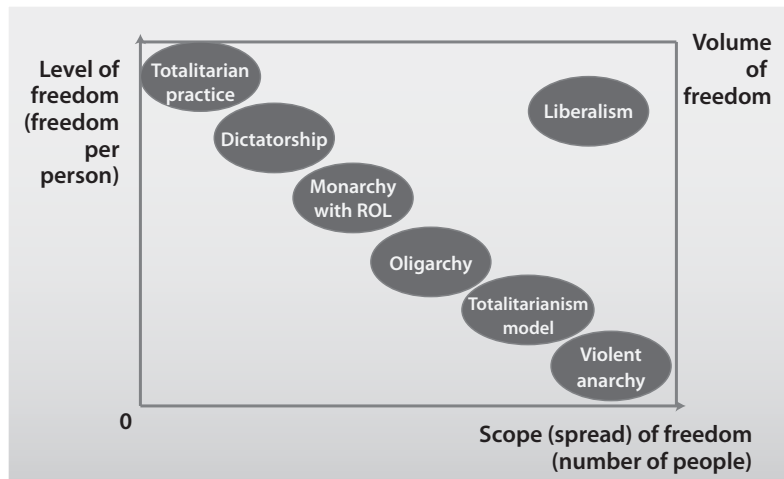 Level of
freedom
(freedom
per
person)
Volume
of
freedom
Totalitarian
practice
Liberalism
Dictatorship
Monarchy
with ROL
Oligarchy
Totalitarianism
model
Violent
anarchy
0
Scope (spread) of freedom
(number of people)